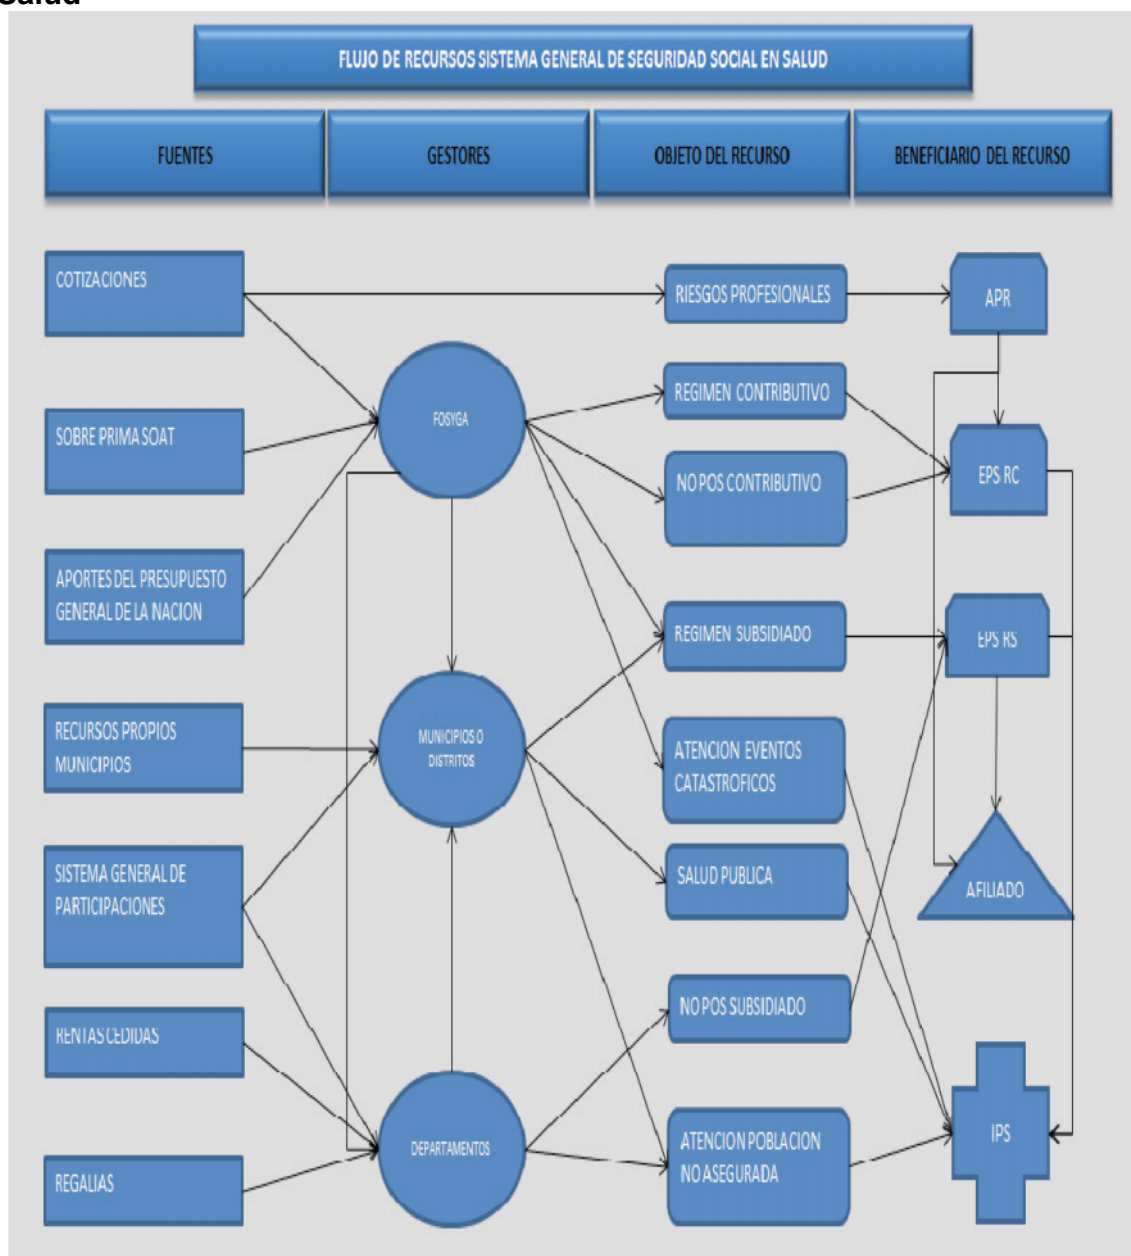 Salud
FLUJO DE RECURSOS SISTEMA GENERAL DE SEGURIDAD SOCIAL EN SALUD
FUENTES
GESTORES
OBJETO DEL RECURSO
BENEFICIARIO DEL RECURSO
COTIZACIONES
RIESGOS PROFESIONALES
APR
FOSYGA
REGIMEN CONTRIBUTIVO
SOBRE PRIMA SOAT
NO POS CONTRIBUTIVO
EPS RC
APORTES DEL PRESUPUESTO
GENERAL DE LA NACION
REGIMEN SUBSIDIADO
EPS RS
RECURSOS PROPIOS
MUNICIPIOS
MUNICIPIOS O
DISTRITOS
ATENCION EVENTOS
CATASTROFICOS
SISTEMA GENERAL DE
PARTICIPACIONES
SALUD PUBLICA
AFILIADO
RENTAS CEDIDAS
NO POS SUBSIDIADO
REGALIAS
DEPARTAMENTOS
ATENCION POBLACION
NO ASEGURADA
IPS